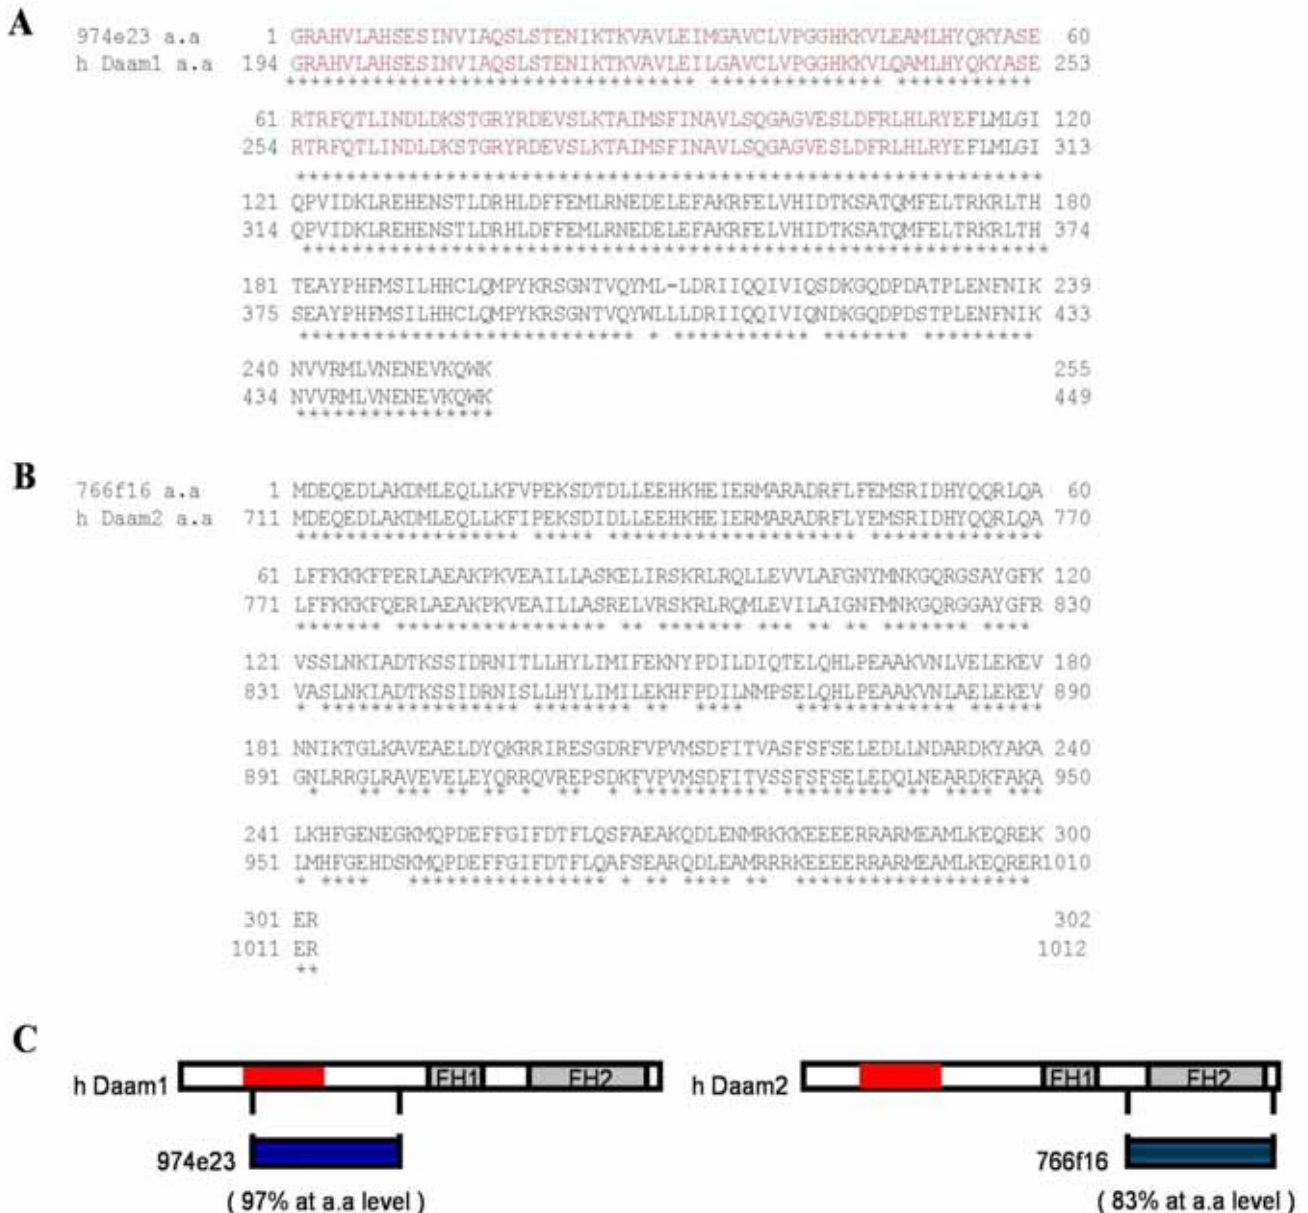 A
974e23 a.a 1 GRAHVLAHSESINVIAQSLSTENIKTKVAVLEIMGAVCLVPGGHKKVLEAMLHYQKYASE 60
h Daam1 a.a 194 GRAHVLAHSESINVIAQSLSTENIKTKVAVLEILGAVCLVPGGHKKVLQAMLHYQKYASE 253
********************************* ************** ***********
61 RTRFQTLINDLDKSTGRYRDEVSLKTAIMSFINAVLSQGAGVESLDFRLHLRYEFLMLGI 120
254 RTRFQTLINDLDKSTGRYRDEVSLKTAIMSFINAVLSQGAGVESLDFRLHLRYEFLMLGI 313
************************************************************
121 QPVIDKLREHENSTLDRHLDFFEMLRNEDELEFAKRFELVHIDTKSATQMFELTRKRLTH 180
314 QPVIDKLREHENSTLDRHLDFFEMLRNEDELEFAKRFELVHIDTKSATQMFELTRKRLTH 374
************************************************************
181 TEAYPHFMSILHHCLQMPYKRSGNTVQYML-LDRIIQQIVIQSDKGQDPDATPLENFNIK 239
375 SEAYPHFMSILHHCLQMPYKRSGNTVQYWLLLDRIIQQIVIQNDKGQDPDSTPLENFNIK 433
*************************** * *********** ******* *********
240 NVVRMLVNENEVKQWK 255
434 NVVRMLVNENEVKQWK 449
****************
B
766f16 a.a 1 MDEQEDLAKDMLEQLLKFVPEKSDTDLLEEHKHEIERMARADRFLFEMSRIDHYQQRLQA 60
h Daam2 a.a 711 MDEQEDLAKDMLEQLLKFIPEKSDIDLLEEHKHEIERMARADRFLYEMSRIDHYQQRLQA 770
****************** ***** ******************** **************
61 LFFKKKFPERLAEAKPKVEAILLASKELIRSKRLRQLLEVVLAFGNYMNKGQRGSAYGFK 120
771 LFFKKKFQERLAEAKPKVEAILLASRELVRSKRLRQMLEVILAIGNFMNKGQRGGAYGFR 830
******* ***************** ** ******* *** ** ** ******* ****
121 VSSLNKIADTKSSIDRNITLLHYLIMIFEKNYPDILDIQTELQHLPEAAKVNLVELEKEV 180
831 VASLNKIADTKSSIDRNISLLHYLIMILEKHFPDILNMPSELQHLPEAAKVNLAELEKEV 890
* **************** ******** ** **** ************* ******
181 NNIKTGLKAVEAELDYQKRRIRESGDRFVPVMSDFITVASFSFSELEDLLNDARDKYAKA 240
891 GNLRRGLRAVEVELEYQRRQVREPSDKFVPVMSDFITVSSFSFSELEDQLNEARDKFAKA 950
* ** *** ** ** * ** * *********** ********* ** **** ***
241 LKHFGENEGKMQPDEFFGIFDTFLQSFAEAKQDLENMRKKKEEEERRARMEAMLKEQREK 300
951 LMHFGEHDSKMQPDEFFGIFDTFLQAFSEARQDLEAMRRRKEEEERRARMEAMLKEQRER1010
* **** **************** * ** **** ** *******************
301 ER 302
1011 ER 1012
**
C
h Daam1 FH1 FH2
h Daam2 FH1 FH2
974e23
766f16
( 97% at a.a level )
( 83% at a.a level )